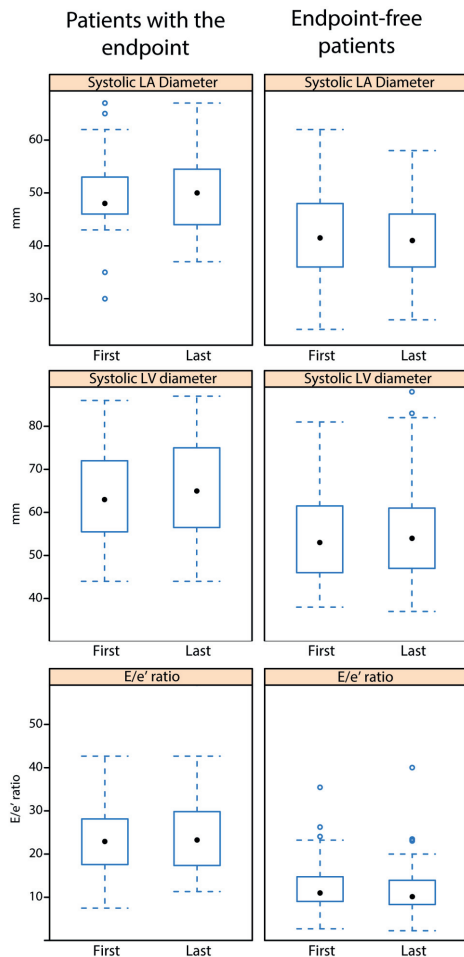 Patients with the
endpoint
Endpoint-free
patients
Systolic LA Diameter
Systolic LA Diameter
60
50
40
30
mm
First
Last
First
Last
Systolic LV diameter
Systolic LV diameter
80
70
60
50
40
mm
First
Last
First
Last
E/e' ratio
E/e' ratio
50
40
30
20
10
E/e' ratio
First
Last
First
Last